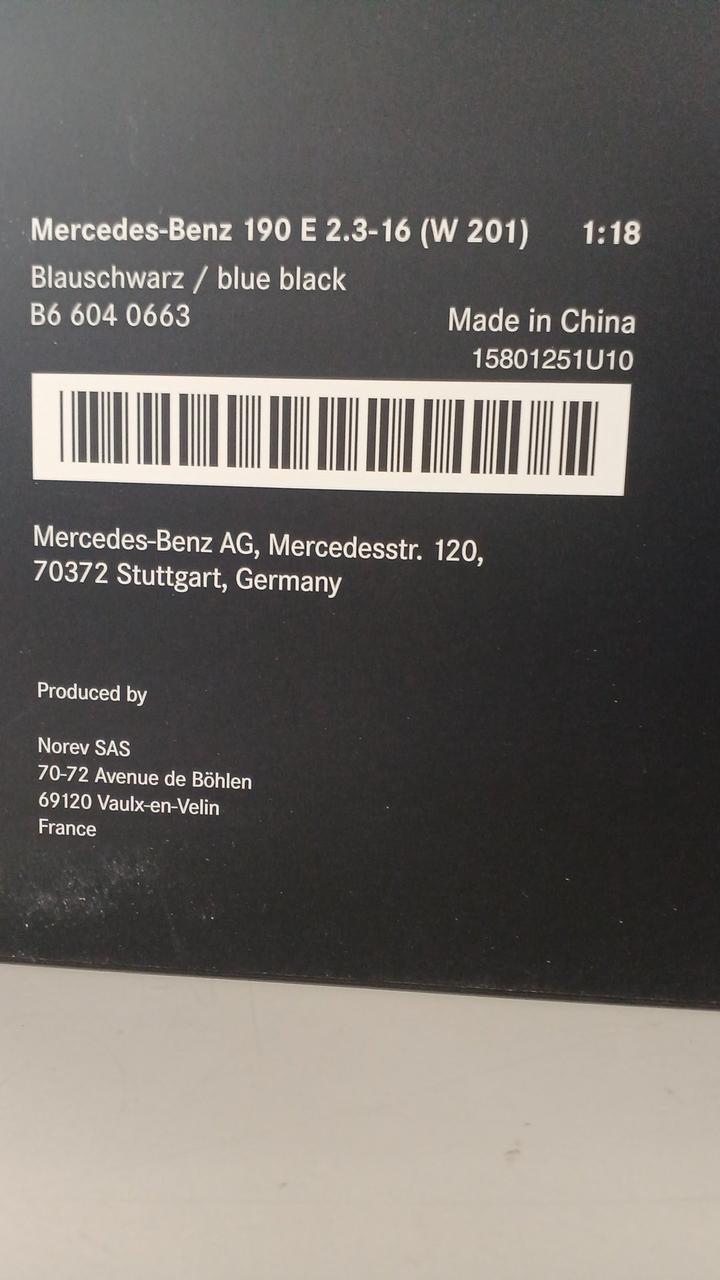 Mercedes-Benz 190 E 2.3-16 (W 201) 1:18
Blauschwarz / blue black
B6 604 0663
Made in China
15801251U10
Mercedes-Benz AG, Mercedesstr. 120,
70372 Stuttgart, Germany
Produced by
Norev SAS
70-72 Avenue de Böhlen
69120 Vaulx-en-Velin
France